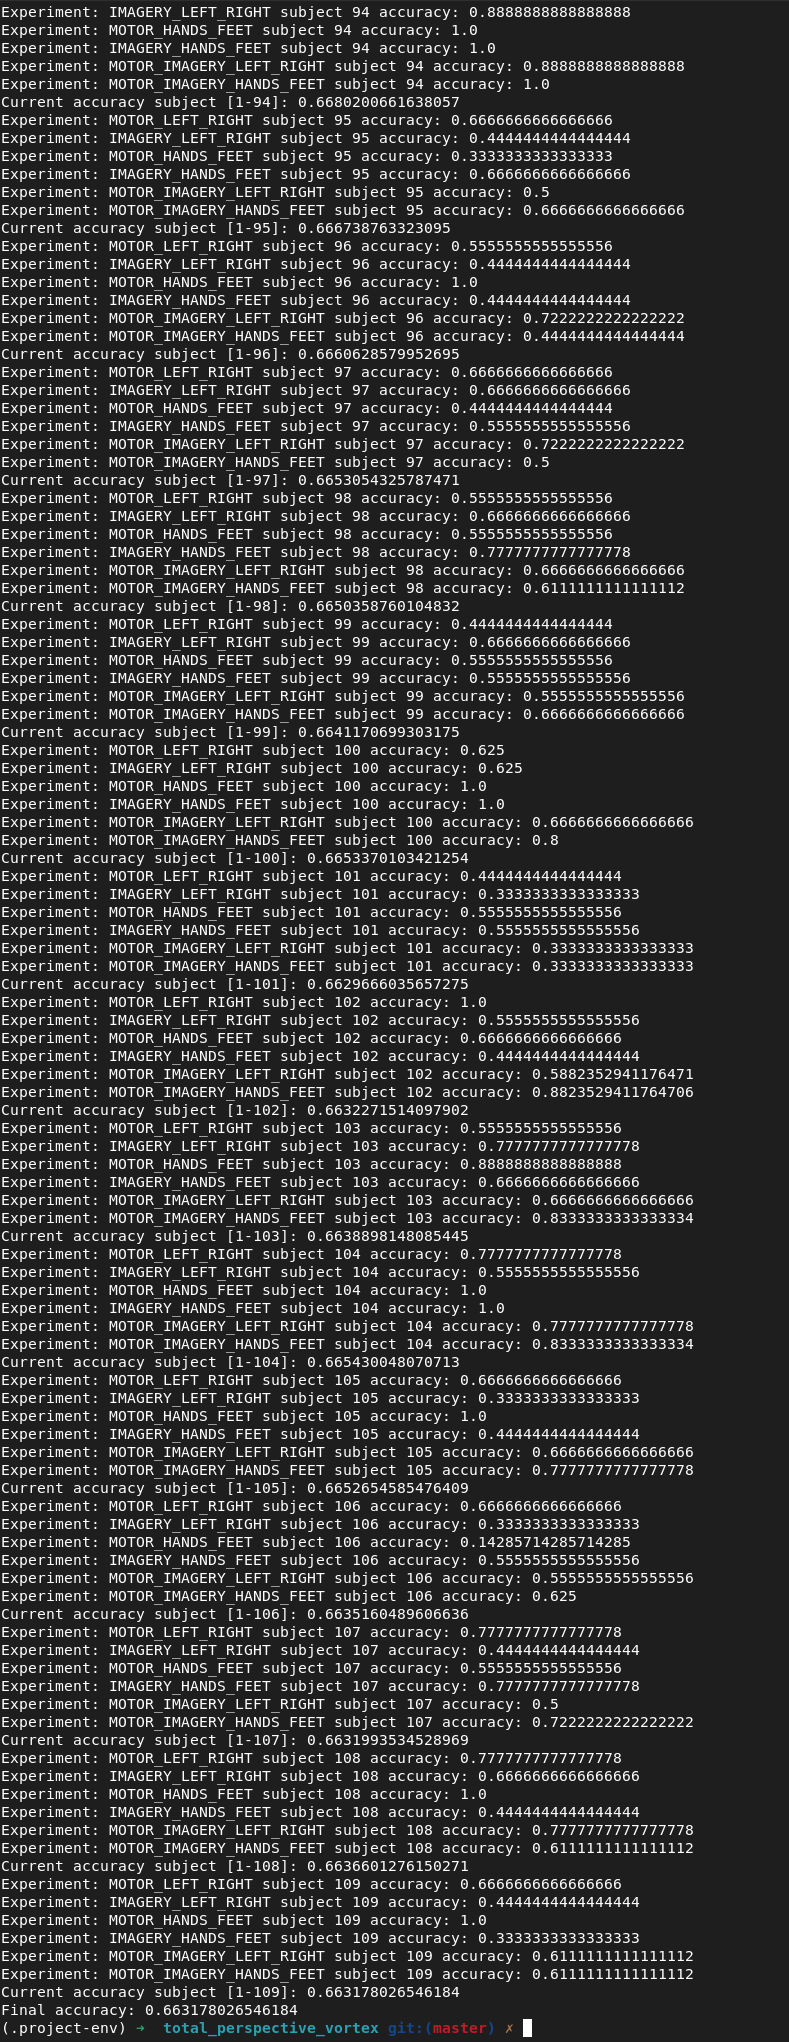 Experiment: IMAGERY_LEFT_RIGHT subject 94 accuracy: 0.8888888888888888
Experiment: MOTOR_HANDS_FEET subject 94 accuracy: 1.0
Experiment: IMAGERY_HANDS_FEET subject 94 accuracy: 1.0
Experiment: MOTOR_IMAGERY_LEFT_RIGHT subject 94 accuracy: 0.8888888888888888
Experiment: MOTOR_IMAGERY_HANDS_FEET subject 94 accuracy: 1.0
Current accuracy subject [1-94]: 0.6680200661638057
Experiment: MOTOR_LEFT_RIGHT subject 95 accuracy: 0.6666666666666666
Experiment: IMAGERY_LEFT_RIGHT subject 95 accuracy: 0.4444444444444444
Experiment: MOTOR_HANDS_FEET subject 95 accuracy: 0.3333333333333333
Experiment: IMAGERY_HANDS_FEET subject 95 accuracy: 0.6666666666666666
Experiment: MOTOR_IMAGERY_LEFT_RIGHT subject 95 accuracy: 0.5
Experiment: MOTOR_IMAGERY_HANDS_FEET subject 95 accuracy: 0.6666666666666666
Current accuracy subject [1-95]: 0.666738763323095
Experiment: MOTOR_LEFT_RIGHT subject 96 accuracy: 0.5555555555555556
Experiment: IMAGERY_LEFT_RIGHT subject 96 accuracy: 0.4444444444444444
Experiment: MOTOR_HANDS_FEET subject 96 accuracy: 1.0
Experiment: IMAGERY_HANDS_FEET subject 96 accuracy: 0.4444444444444444
Experiment: MOTOR_IMAGERY_LEFT_RIGHT subject 96 accuracy: 0.7222222222222222
Experiment: MOTOR_IMAGERY_HANDS_FEET subject 96 accuracy: 0.4444444444444444
Current accuracy subject [1-96]: 0.6660628579952695
Experiment: MOTOR_LEFT_RIGHT subject 97 accuracy: 0.6666666666666666
Experiment: IMAGERY_LEFT_RIGHT subject 97 accuracy: 0.6666666666666666
Experiment: MOTOR_HANDS_FEET subject 97 accuracy: 0.4444444444444444
Experiment: IMAGERY_HANDS_FEET subject 97 accuracy: 0.5555555555555556
Experiment: MOTOR_IMAGERY_LEFT_RIGHT subject 97 accuracy: 0.7222222222222222
Experiment: MOTOR_IMAGERY_HANDS_FEET subject 97 accuracy: 0.5
Current accuracy subject [1-97]: 0.6653054325787471
Experiment: MOTOR_LEFT_RIGHT subject 98 accuracy: 0.5555555555555556
Experiment: IMAGERY_LEFT_RIGHT subject 98 accuracy: 0.6666666666666666
Experiment: MOTOR_HANDS_FEET subject 98 accuracy: 0.5555555555555556
Experiment: IMAGERY_HANDS_FEET subject 98 accuracy: 0.7777777777777778
Experiment: MOTOR_IMAGERY_LEFT_RIGHT subject 98 accuracy: 0.6666666666666666
Experiment: MOTOR_IMAGERY_HANDS_FEET subject 98 accuracy: 0.6111111111111112
Current accuracy subject [1-98]: 0.6650358760104832
Experiment: MOTOR_LEFT_RIGHT subject 99 accuracy: 0.4444444444444444
Experiment: IMAGERY_LEFT_RIGHT subject 99 accuracy: 0.6666666666666666
Experiment: MOTOR_HANDS_FEET subject 99 accuracy: 0.5555555555555556
Experiment: IMAGERY_HANDS_FEET subject 99 accuracy: 0.5555555555555556
Experiment: MOTOR_IMAGERY_LEFT_RIGHT subject 99 accuracy: 0.5555555555555556
Experiment: MOTOR_IMAGERY_HANDS_FEET subject 99 accuracy: 0.6666666666666666
Current accuracy subject [1-99]: 0.6641170699303175
Experiment: MOTOR_LEFT_RIGHT subject 100 accuracy: 0.625
Experiment: IMAGERY_LEFT_RIGHT subject 100 accuracy: 0.625
Experiment: MOTOR_HANDS_FEET subject 100 accuracy: 1.0
Experiment: IMAGERY_HANDS_FEET subject 100 accuracy: 1.0
Experiment: MOTOR_IMAGERY_LEFT_RIGHT subject 100 accuracy: 0.6666666666666666
Experiment: MOTOR_IMAGERY_HANDS_FEET subject 100 accuracy: 0.8
Current accuracy subject [1-100]: 0.6653370103421254
Experiment: MOTOR_LEFT_RIGHT subject 101 accuracy: 0.4444444444444444
Experiment: IMAGERY_LEFT_RIGHT subject 101 accuracy: 0.3333333333333333
Experiment: MOTOR_HANDS_FEET subject 101 accuracy: 0.5555555555555556
Experiment: IMAGERY_HANDS_FEET subject 101 accuracy: 0.5555555555555556
Experiment: MOTOR_IMAGERY_LEFT_RIGHT subject 101 accuracy: 0.3333333333333333
Experiment: MOTOR_IMAGERY_HANDS_FEET subject 101 accuracy: 0.3333333333333333
Current accuracy subject [1-101]: 0.6629666035657275
Experiment: MOTOR_LEFT_RIGHT subject 102 accuracy: 1.0
Experiment: IMAGERY_LEFT_RIGHT subject 102 accuracy: 0.5555555555555556
Experiment: MOTOR_HANDS_FEET subject 102 accuracy: 0.6666666666666666
Experiment: IMAGERY_HANDS_FEET subject 102 accuracy: 0.4444444444444444
Experiment: MOTOR_IMAGERY_LEFT_RIGHT subject 102 accuracy: 0.5882352941176471
Experiment: MOTOR_IMAGERY_HANDS_FEET subject 102 accuracy: 0.8823529411764706
Current accuracy subject [1-102]: 0.6632271514097902
Experiment: MOTOR_LEFT_RIGHT subject 103 accuracy: 0.5555555555555556
Experiment: IMAGERY_LEFT_RIGHT subject 103 accuracy: 0.7777777777777778
Experiment: MOTOR_HANDS_FEET subject 103 accuracy: 0.8888888888888888
Experiment: IMAGERY_HANDS_FEET subject 103 accuracy: 0.6666666666666666
Experiment: MOTOR_IMAGERY_LEFT_RIGHT subject 103 accuracy: 0.6666666666666666
Experiment: MOTOR_IMAGERY_HANDS_FEET subject 103 accuracy: 0.8333333333333334
Current accuracy subject [1-103]: 0.6638898148085445
Experiment: MOTOR_LEFT_RIGHT subject 104 accuracy: 0.7777777777777778
Experiment: IMAGERY_LEFT_RIGHT subject 104 accuracy: 0.5555555555555556
Experiment: MOTOR_HANDS_FEET subject 104 accuracy: 1.0
Experiment: IMAGERY_HANDS_FEET subject 104 accuracy: 1.0
Experiment: MOTOR_IMAGERY_LEFT_RIGHT subject 104 accuracy: 0.7777777777777778
Experiment: MOTOR_IMAGERY_HANDS_FEET subject 104 accuracy: 0.8333333333333334
Current accuracy subject [1-104]: 0.665430048070713
Experiment: MOTOR_LEFT_RIGHT subject 105 accuracy: 0.6666666666666666
Experiment: IMAGERY_LEFT_RIGHT subject 105 accuracy: 0.3333333333333333
Experiment: MOTOR_HANDS_FEET subject 105 accuracy: 1.0
Experiment: IMAGERY_HANDS_FEET subject 105 accuracy: 0.4444444444444444
Experiment: MOTOR_IMAGERY_LEFT_RIGHT subject 105 accuracy: 0.6666666666666666
Experiment: MOTOR_IMAGERY_HANDS_FEET subject 105 accuracy: 0.7777777777777778
Current accuracy subject [1-105]: 0.6652654585476409
Experiment: MOTOR_LEFT_RIGHT subject 106 accuracy: 0.6666666666666666
Experiment: IMAGERY_LEFT_RIGHT subject 106 accuracy: 0.3333333333333333
Experiment: MOTOR_HANDS_FEET subject 106 accuracy: 0.14285714285714285
Experiment: IMAGERY_HANDS_FEET subject 106 accuracy: 0.5555555555555556
Experiment: MOTOR_IMAGERY_LEFT_RIGHT subject 106 accuracy: 0.5555555555555556
Experiment: MOTOR_IMAGERY_HANDS_FEET subject 106 accuracy: 0.625
Current accuracy subject [1-106]: 0.6635160489606636
Experiment: MOTOR_LEFT_RIGHT subject 107 accuracy: 0.7777777777777778
Experiment: IMAGERY_LEFT_RIGHT subject 107 accuracy: 0.4444444444444444
Experiment: MOTOR_HANDS_FEET subject 107 accuracy: 0.5555555555555556
Experiment: IMAGERY_HANDS_FEET subject 107 accuracy: 0.7777777777777778
Experiment: MOTOR_IMAGERY_LEFT_RIGHT subject 107 accuracy: 0.5
Experiment: MOTOR_IMAGERY_HANDS_FEET subject 107 accuracy: 0.7222222222222222
Current accuracy subject [1-107]: 0.6631993534528969
Experiment: MOTOR_LEFT_RIGHT subject 108 accuracy: 0.7777777777777778
Experiment: IMAGERY_LEFT_RIGHT subject 108 accuracy: 0.6666666666666666
Experiment: MOTOR_HANDS_FEET subject 108 accuracy: 1.0
Experiment: IMAGERY_HANDS_FEET subject 108 accuracy: 0.4444444444444444
Experiment: MOTOR_IMAGERY_LEFT_RIGHT subject 108 accuracy: 0.7777777777777778
Experiment: MOTOR_IMAGERY_HANDS_FEET subject 108 accuracy: 0.6111111111111112
Current accuracy subject [1-108]: 0.6636601276150271
Experiment: MOTOR_LEFT_RIGHT subject 109 accuracy: 0.6666666666666666
Experiment: IMAGERY_LEFT_RIGHT subject 109 accuracy: 0.4444444444444444
Experiment: MOTOR_HANDS_FEET subject 109 accuracy: 1.0
Experiment: IMAGERY_HANDS_FEET subject 109 accuracy: 0.3333333333333333
Experiment: MOTOR_IMAGERY_LEFT_RIGHT subject 109 accuracy: 0.6111111111111112
Experiment: MOTOR_IMAGERY_HANDS_FEET subject 109 accuracy: 0.6111111111111112
Current accuracy subject [1-109]: 0.663178026546184
Final accuracy: 0.663178026546184
(.project-env) ➜  total_perspective_vortex git:(master) ✗